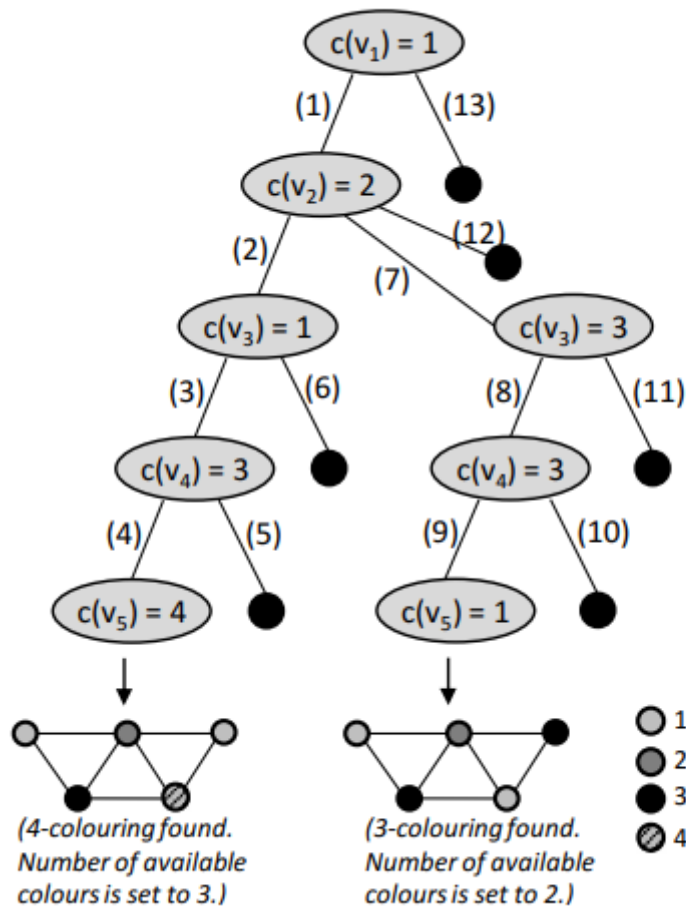 c(v₁) = 1
(1) (13)
c(v₂) = 2
(2) (7) (12)
c(v₃) = 1 c(v₃) = 3
(3) (6) (8) (11)
c(v₄) = 3 c(v₄) = 3
(4) (5) (9) (10)
c(v₅) = 4 c(v₅) = 1
(4-colouring found.
Number of available
colours is set to 3.)
(3-colouring found.
Number of available
colours is set to 2.)
1
2
3
4